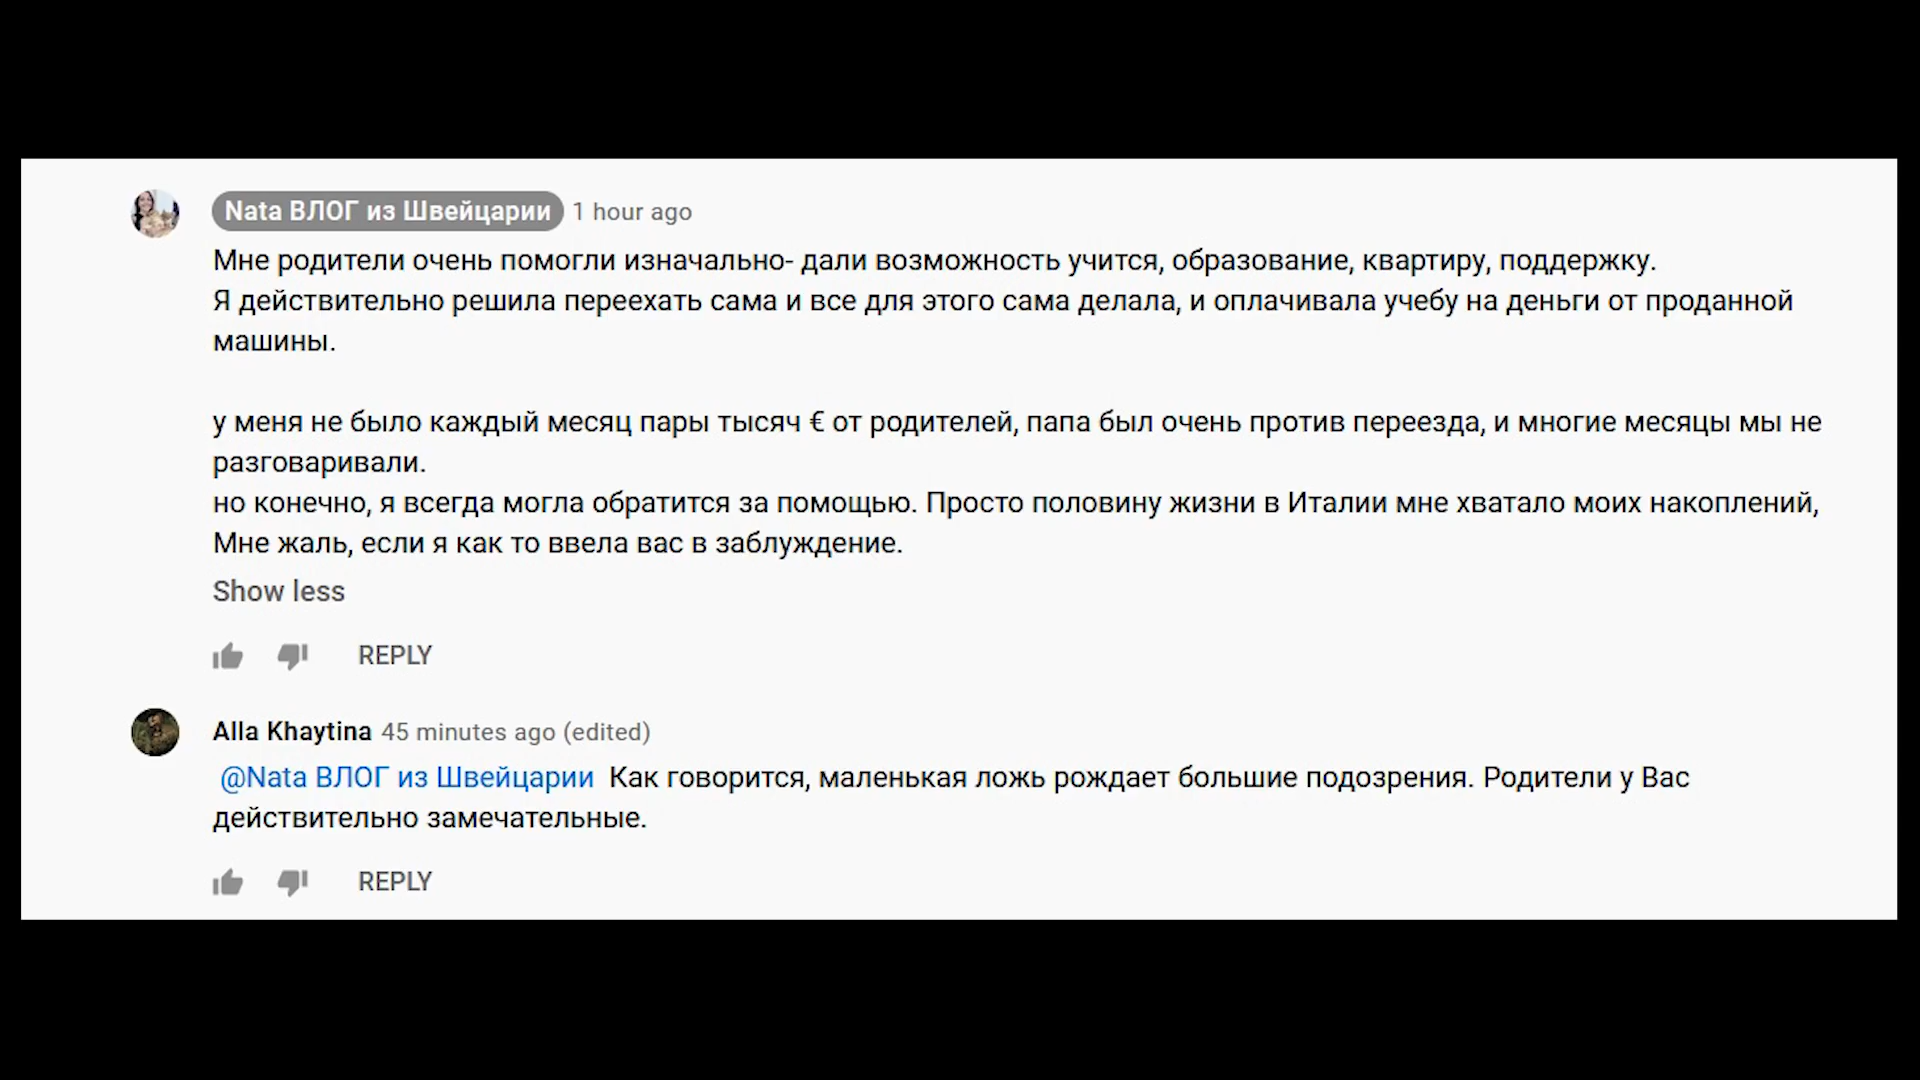 Nata ВЛОГ из Швейцарии 1 hour ago
Мне родители очень помогли изначально- дали возможность учится, образование, квартиру, поддержку.
Я действительно решила переехать сама и все для этого сама делала, и оплачивала учебу на деньги от проданной
машины.
у меня не было каждый месяц пары тысяч € от родителей, папа был очень против переезда, и многие месяцы мы не
разговаривали.
но конечно, я всегда могла обратится за помощью. Просто половину жизни в Италии мне хватало моих накоплений,
Мне жаль, если я как то ввела вас в заблуждение.
Show less
REPLY
Alla Khaytina 45 minutes ago (edited)
@Nata ВЛОГ из Швейцарии Как говорится, маленькая ложь рождает большие подозрения. Родители у Вас
действительно замечательные.
REPLY